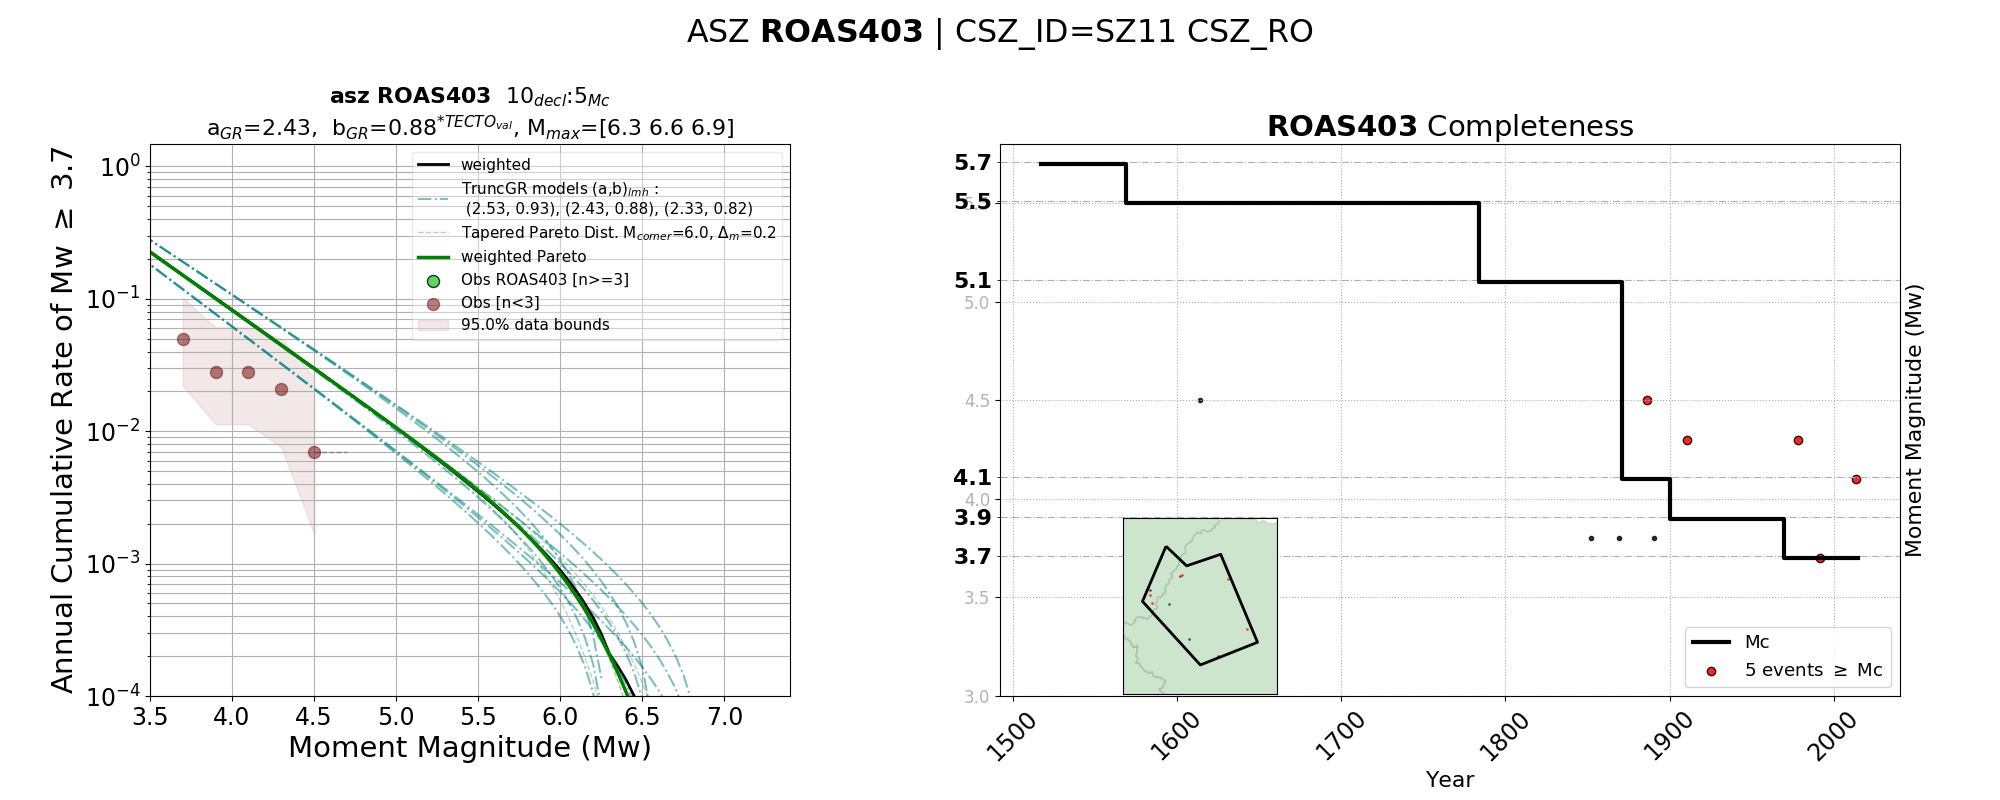 ASZ ROAS403 | CSZ_ID=SZ11 CSZ_RO
asz ROAS403 10decl:5Mc
aGR=2.43, bGR=0.88*TECTOval, Mmax=[6.3 6.6 6.9]
Annual Cumulative Rate of Mw ≥ 3.7
10^0
10^−1
10^−2
10^−3
10^−4
weighted
TruncGR models (a,b)lmh :
(2.53, 0.93), (2.43, 0.88), (2.33, 0.82)
Tapered Pareto Dist. Mcorner=6.0, Δm=0.2
weighted Pareto
Obs ROAS403 [n>=3]
Obs [n<3]
95.0% data bounds
3.5 4.0 4.5 5.0 5.5 6.0 6.5 7.0
Moment Magnitude (Mw)
ROAS403 Completeness
5.7
5.5
5.5
5.1
5.0
4.5
4.1
4.0
3.9
3.7
3.5
3.0
Mc
5 events ≥ Mc
1500 1600 1700 1800 1900 2000
Year
Moment Magnitude (Mw)